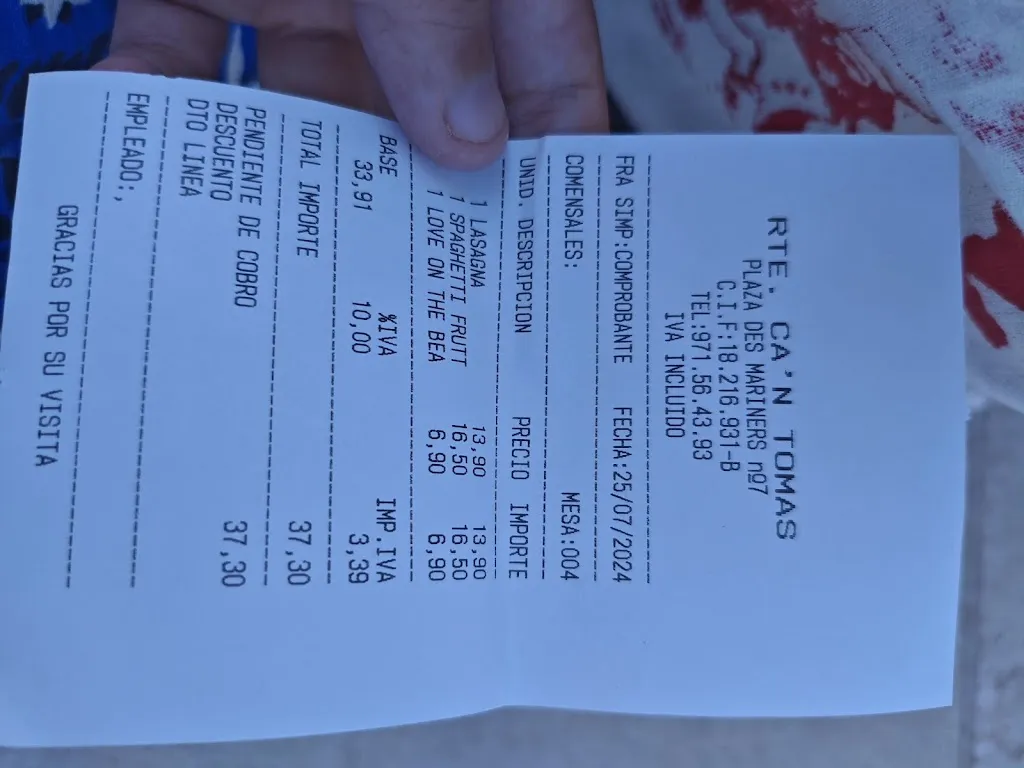 RTE. CA'N TOMAS
PLAZA DES MARINERS nº7
C.I.F:18.216.931-B
TEL:971.56.43.93
IVA INCLUIDO
FRA SIMP:COMPROBANTE FECHA:25/07/2024
COMENSALES: MESA:004
UNID. DESCRIPCION PRECIO IMPORTE
1 LASAGNA 13,90 13,90
1 SPAGHETTI FRUTT 16,50 16,50
1 LOVE ON THE BEA 6,90 6,90
BASE %IVA IMP.IVA
33,91 10,00 3,39
TOTAL IMPORTE 37,30
PENDIENTE DE COBRO 37,30
DESCUENTO
DTO LINEA
EMPLEADO:,
GRACIAS POR SU VISITA